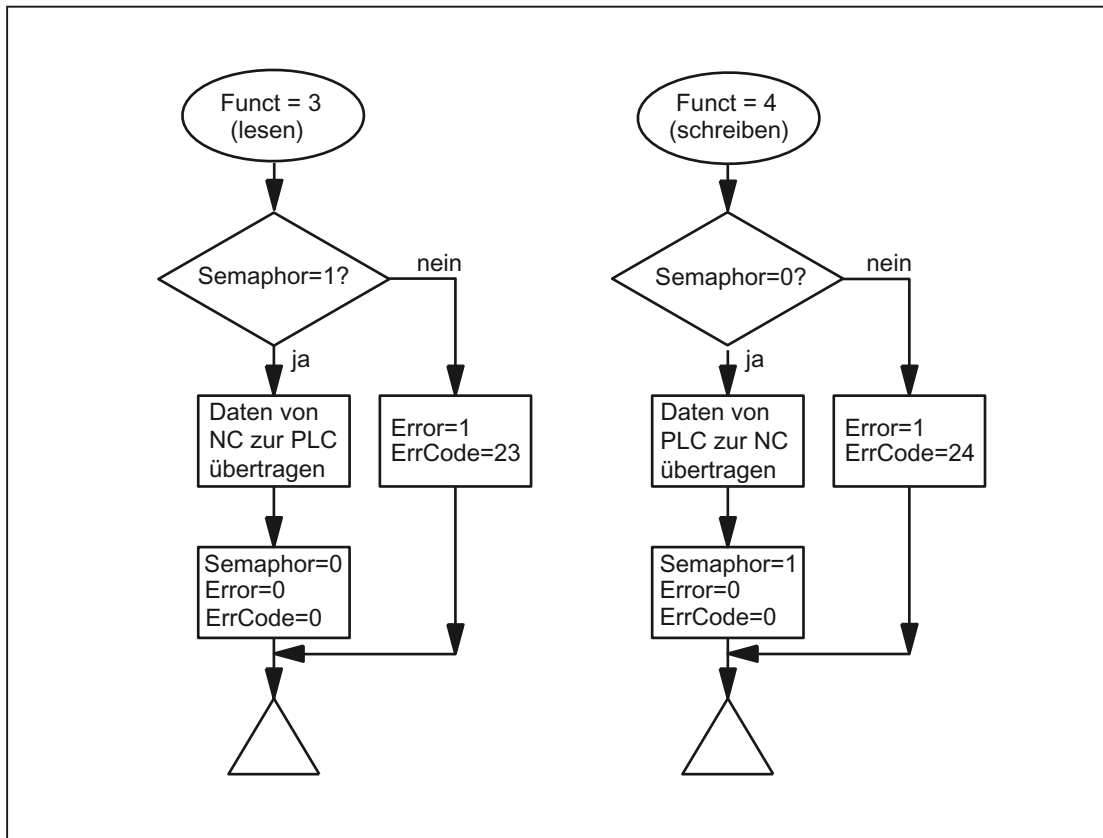 Funct = 3
(lesen)
Semaphor=1?
nein
ja
Daten von
NC zur PLC
übertragen
Error=1
ErrCode=23
Semaphor=0
Error=0
ErrCode=0
Funct = 4
(schreiben)
Semaphor=0?
nein
ja
Daten von
PLC zur NC
übertragen
Error=1
ErrCode=24
Semaphor=1
Error=0
ErrCode=0